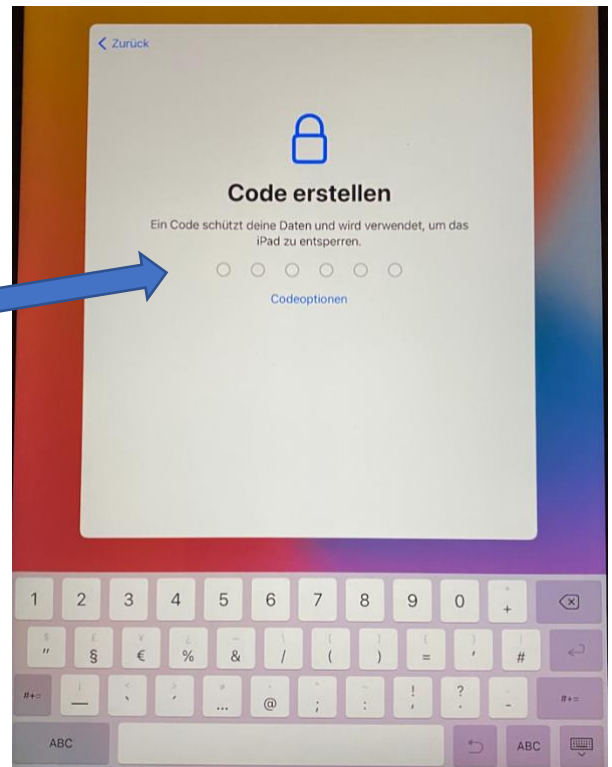 Zurück
Code erstellen
Ein Code schützt deine Daten und wird verwendet, um das
iPad zu entsperren.
Codeoptionen
1 2 3 4 5 6 7 8 9 0 +
" § € % & / ( ) = ' #
#+= _ … @ ; : , . - #+=
ABC ABC